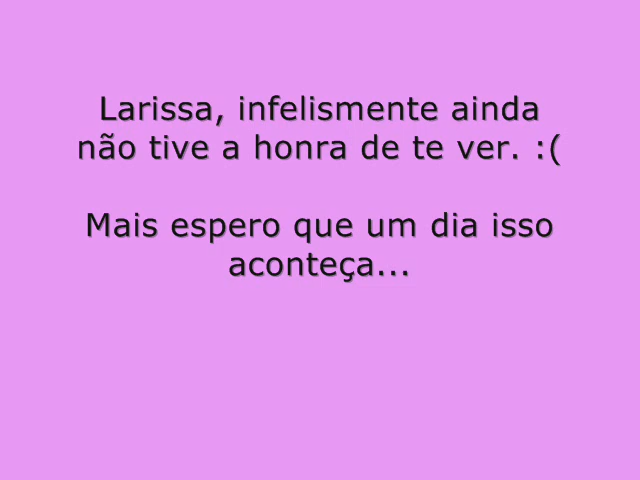 Larissa, infelismente ainda
não tive a honra de te ver. :(
Mais espero que um dia isso
aconteça...